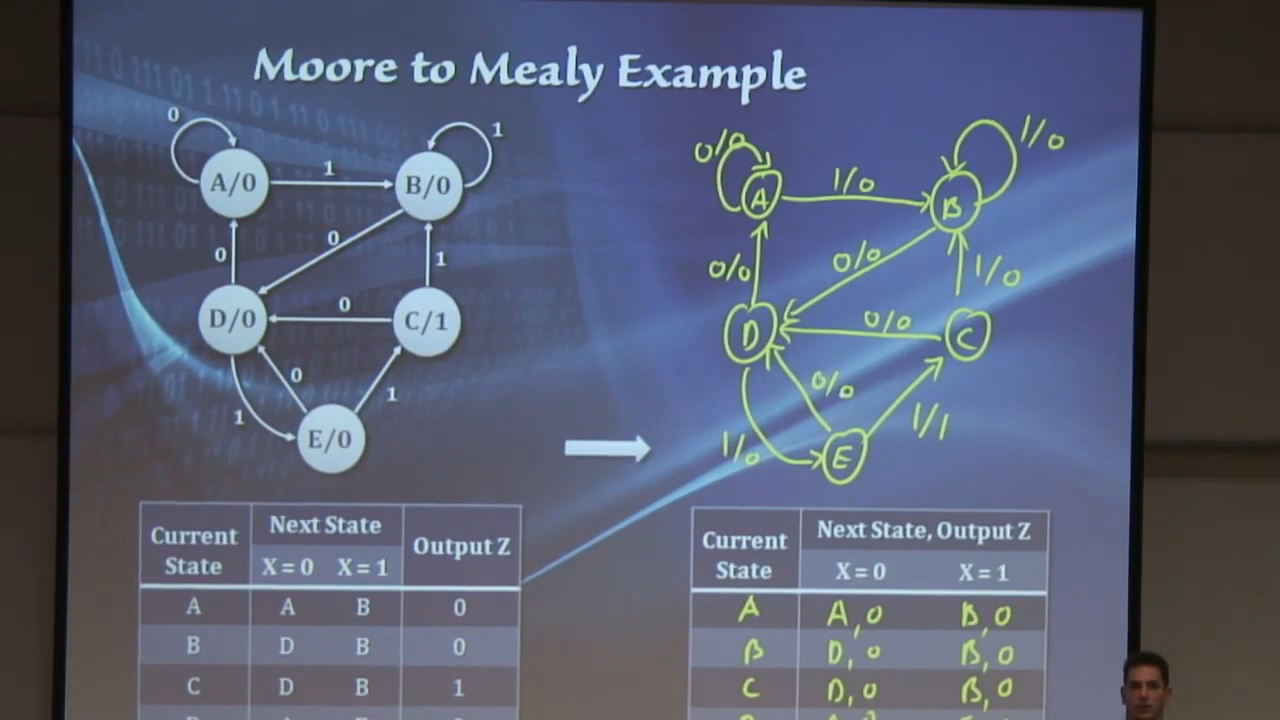 Moore to Mealy Example
0
1
1
A/0
B/0
0
0
1
D/0
0
C/1
0
1
1
E/0
0/0
1/0
1/0
A
B
0/0
0/0
1/0
D
0/0
C
0/0
1/1
1/0
E
Current State
Next State
Output Z
X = 0
X = 1
A A B 0
B D B 0
C D B 1
Current State
Next State, Output Z
X = 0
X = 1
A A,0 B,0
B D,0 B,0
C D,0 B,0